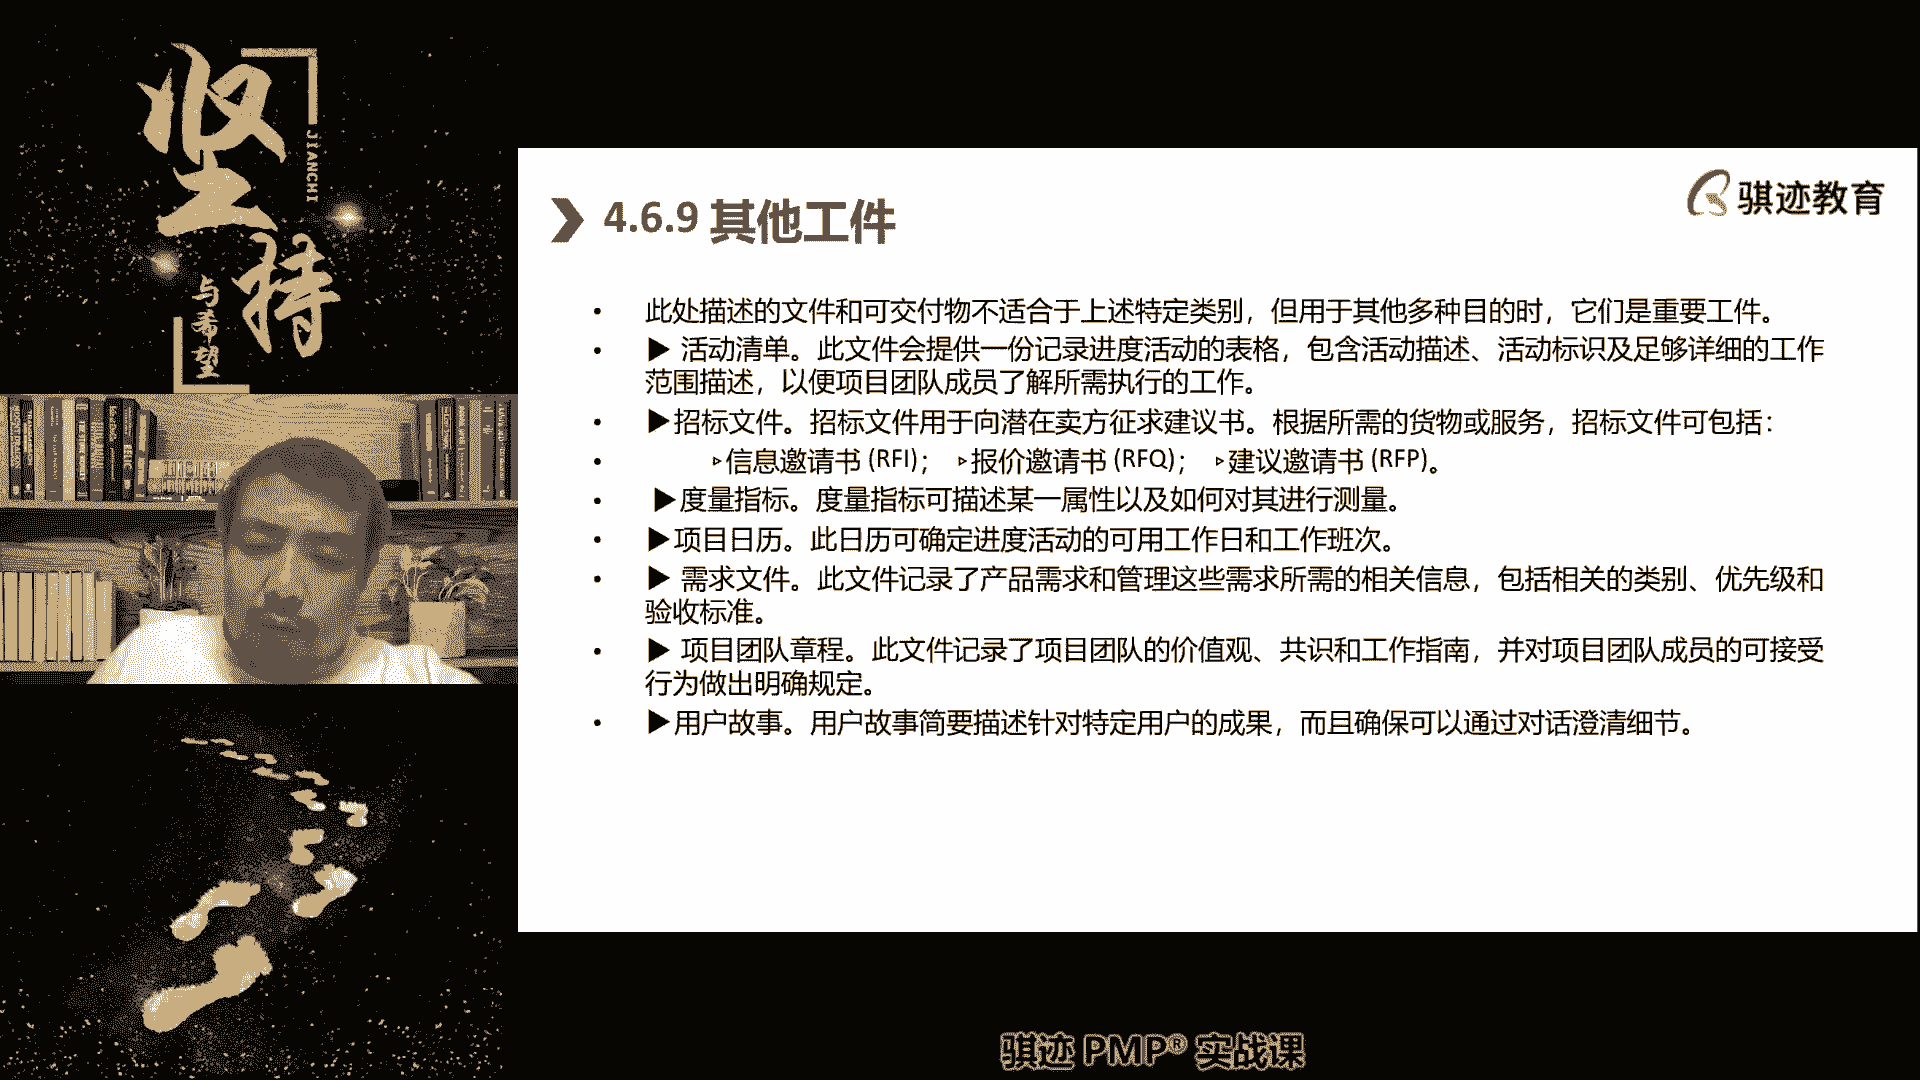 坚持
JIANCHI
与希望
骐迹教育
4.6.9 其他工件
• 此处描述的文件和可交付物不适合于上述特定类别，但用于其他多种目的时，它们是重要工件。
• ▶ 活动清单。此文件会提供一份记录进度活动的表格，包含活动描述、活动标识及足够详细的工作
范围描述，以便项目团队成员了解所需执行的工作。
• ▶招标文件。招标文件用于向潜在卖方征求建议书。根据所需的货物或服务，招标文件可包括：
• ▹信息邀请书 (RFI)； ▹报价邀请书 (RFQ)； ▹建议邀请书 (RFP)。
• ▶度量指标。度量指标可描述某一属性以及如何对其进行测量。
• ▶项目日历。此日历可确定进度活动的可用工作日和工作班次。
• ▶ 需求文件。此文件记录了产品需求和管理这些需求所需的相关信息，包括相关的类别、优先级和
验收标准。
• ▶ 项目团队章程。此文件记录了项目团队的价值观、共识和工作指南，并对项目团队成员的可接受
行为做出明确规定。
• ▶用户故事。用户故事简要描述针对特定用户的成果，而且确保可以通过对话澄清细节。
骐迹 PMP® 实战课